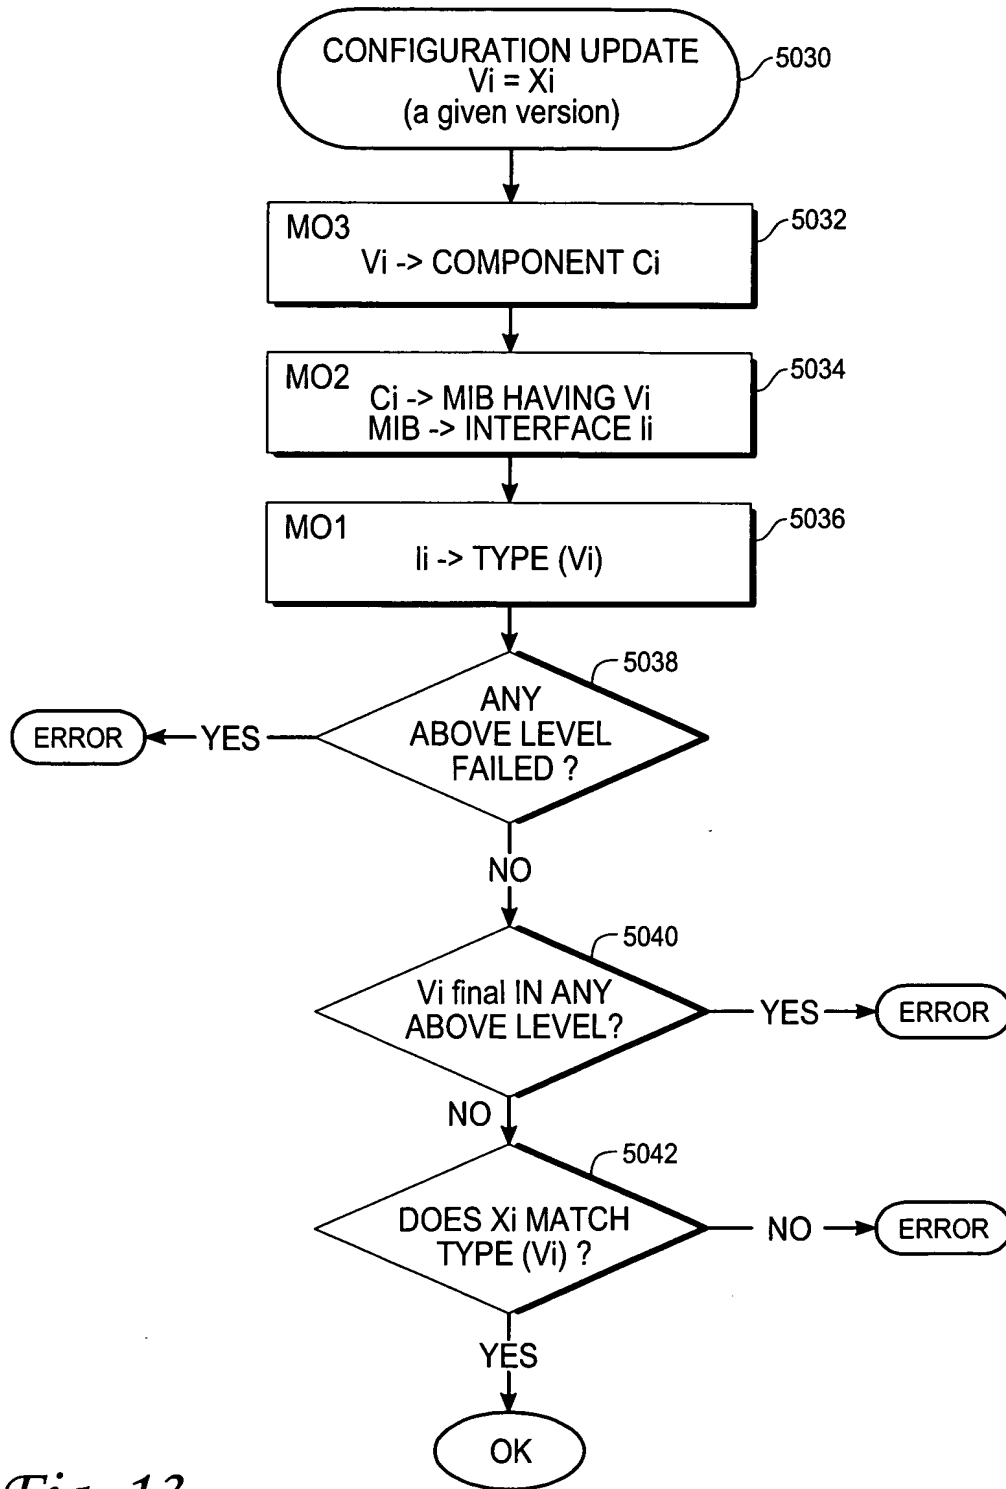 CONFIGURATION UPDATE
Vi = Xi
(a given version)
5030
MO3
Vi -> COMPONENT Ci
5032
MO2
Ci -> MIB HAVING Vi
MIB -> INTERFACE Ii
5034
MO1
Ii -> TYPE (Vi)
5036
5038
ANY
ABOVE LEVEL
FAILED ?
YES
ERROR
NO
5040
Vi final IN ANY
ABOVE LEVEL?
YES
ERROR
NO
5042
DOES Xi MATCH
TYPE (Vi) ?
NO
ERROR
YES
OK
Fig. 13